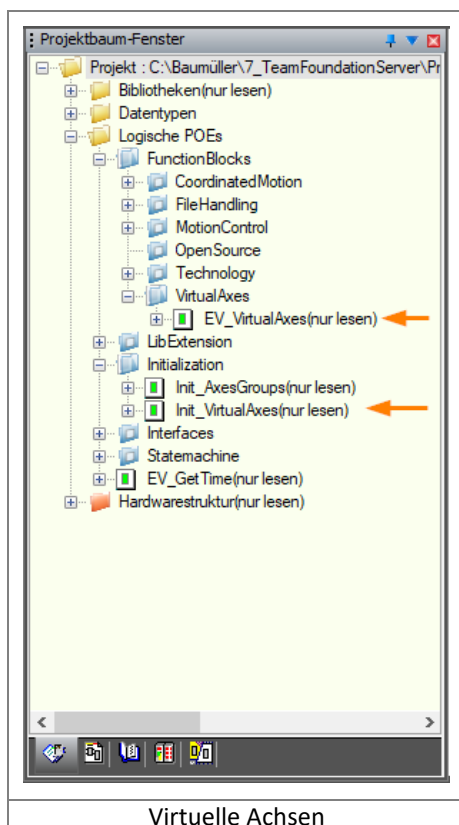 Projektbaum-Fenster
Projekt : C:\Baumüller\7_TeamFoundationServer\Pr
Bibliotheken(nur lesen)
Datentypen
Logische POEs
FunctionBlocks
CoordinatedMotion
FileHandling
MotionControl
OpenSource
Technology
VirtualAxes
EV_VirtualAxes(nur lesen)
LibExtension
Initialization
Init_AxesGroups(nur lesen)
Init_VirtualAxes(nur lesen)
Interfaces
Statemachine
EV_GetTime(nur lesen)
Hardwarestruktur(nur lesen)
Virtuelle Achsen